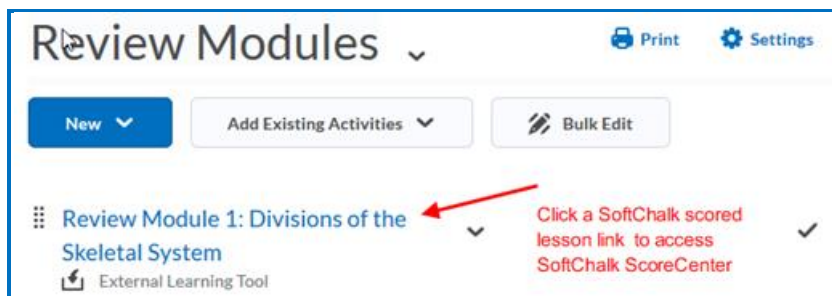 Review Modules
Print
Settings
New
Add Existing Activities
Bulk Edit
Review Module 1: Divisions of the
Skeletal System
External Learning Tool
Click a SoftChalk scored
lesson link to access
SoftChalk ScoreCenter